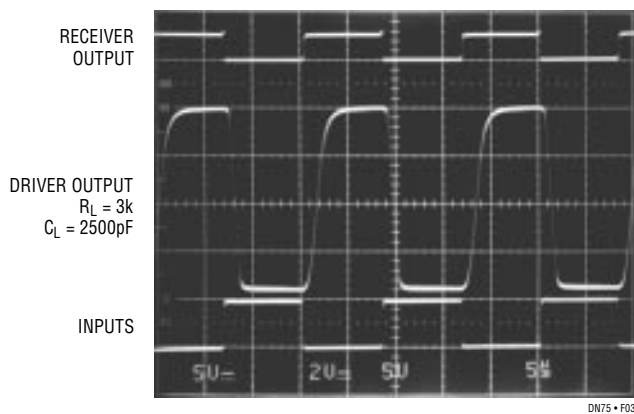 RECEIVER
OUTPUT
DRIVER OUTPUT
R_L = 3k
C_L = 2500pF
INPUTS
5V 2V 5V
DN75 • F03